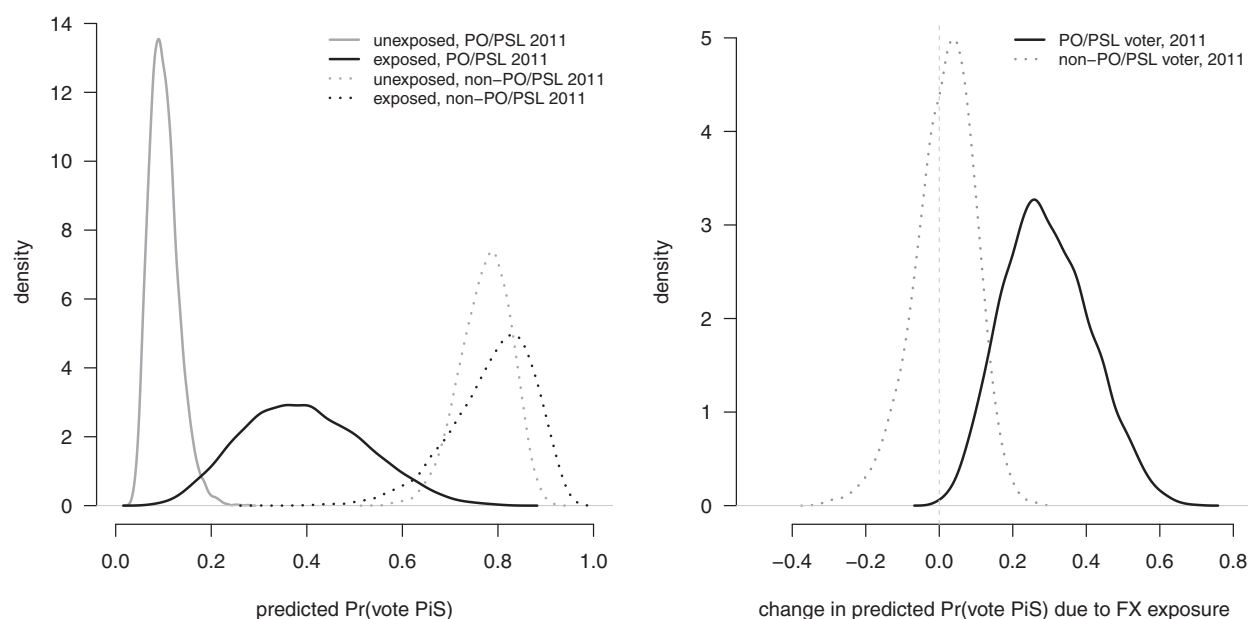 unexposed, PO/PSL 2011
exposed, PO/PSL 2011
unexposed, non−PO/PSL 2011
exposed, non−PO/PSL 2011
14
12
10
8
6
4
2
0
density
0.0 0.2 0.4 0.6 0.8 1.0
predicted Pr(vote PiS)
PO/PSL voter, 2011
non−PO/PSL voter, 2011
5
4
3
2
1
0
density
−0.4 −0.2 0.0 0.2 0.4 0.6 0.8
change in predicted Pr(vote PiS) due to FX exposure